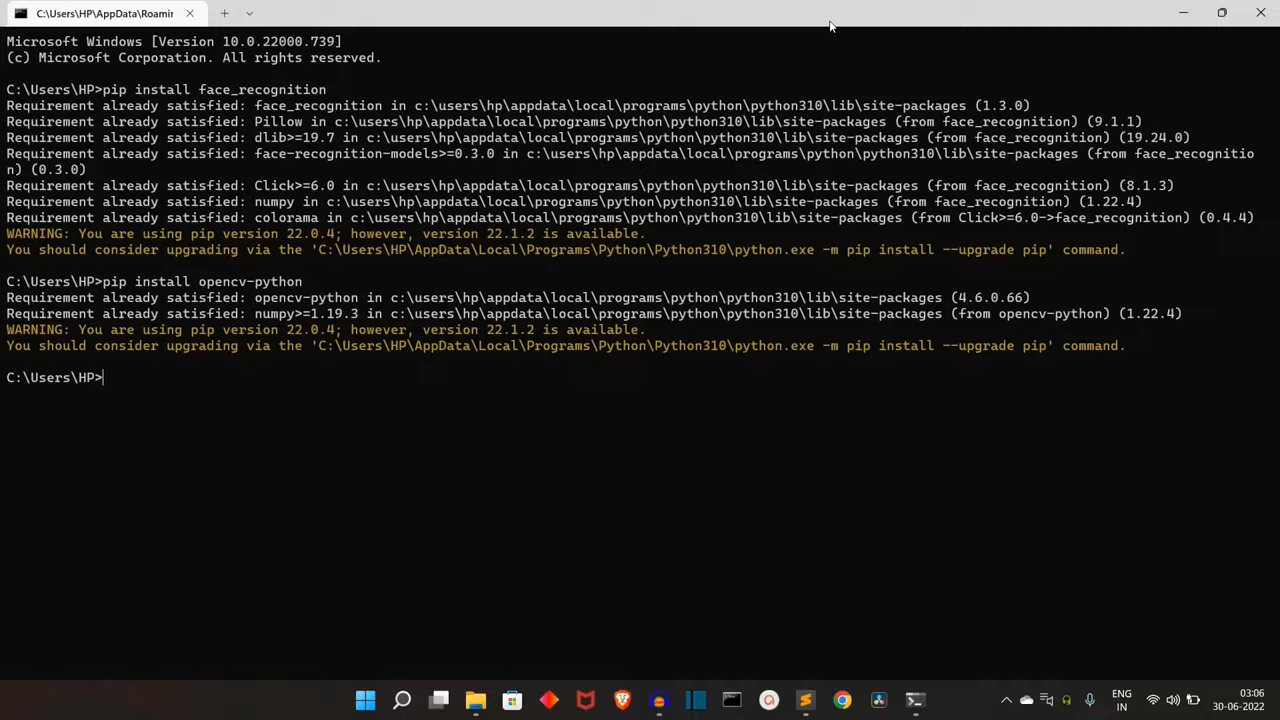 C:\Users\HP\AppData\Roamin
Microsoft Windows [Version 10.0.22000.739]
(c) Microsoft Corporation. All rights reserved.
C:\Users\HP>pip install face_recognition
Requirement already satisfied: face_recognition in c:\users\hp\appdata\local\programs\python\python310\lib\site-packages (1.3.0)
Requirement already satisfied: Pillow in c:\users\hp\appdata\local\programs\python\python310\lib\site-packages (from face_recognition) (9.1.1)
Requirement already satisfied: dlib>=19.7 in c:\users\hp\appdata\local\programs\python\python310\lib\site-packages (from face_recognition) (19.24.0)
Requirement already satisfied: face-recognition-models>=0.3.0 in c:\users\hp\appdata\local\programs\python\python310\lib\site-packages (from face_recognitio
n) (0.3.0)
Requirement already satisfied: Click>=6.0 in c:\users\hp\appdata\local\programs\python\python310\lib\site-packages (from face_recognition) (8.1.3)
Requirement already satisfied: numpy in c:\users\hp\appdata\local\programs\python\python310\lib\site-packages (from face_recognition) (1.22.4)
Requirement already satisfied: colorama in c:\users\hp\appdata\local\programs\python\python310\lib\site-packages (from Click>=6.0->face_recognition) (0.4.4)
WARNING: You are using pip version 22.0.4; however, version 22.1.2 is available.
You should consider upgrading via the 'C:\Users\HP\AppData\Local\Programs\Python\Python310\python.exe -m pip install --upgrade pip' command.
C:\Users\HP>pip install opencv-python
Requirement already satisfied: opencv-python in c:\users\hp\appdata\local\programs\python\python310\lib\site-packages (4.6.0.66)
Requirement already satisfied: numpy>=1.19.3 in c:\users\hp\appdata\local\programs\python\python310\lib\site-packages (from opencv-python) (1.22.4)
WARNING: You are using pip version 22.0.4; however, version 22.1.2 is available.
You should consider upgrading via the 'C:\Users\HP\AppData\Local\Programs\Python\Python310\python.exe -m pip install --upgrade pip' command.
C:\Users\HP>
ENG
IN
03:06
30-06-2022